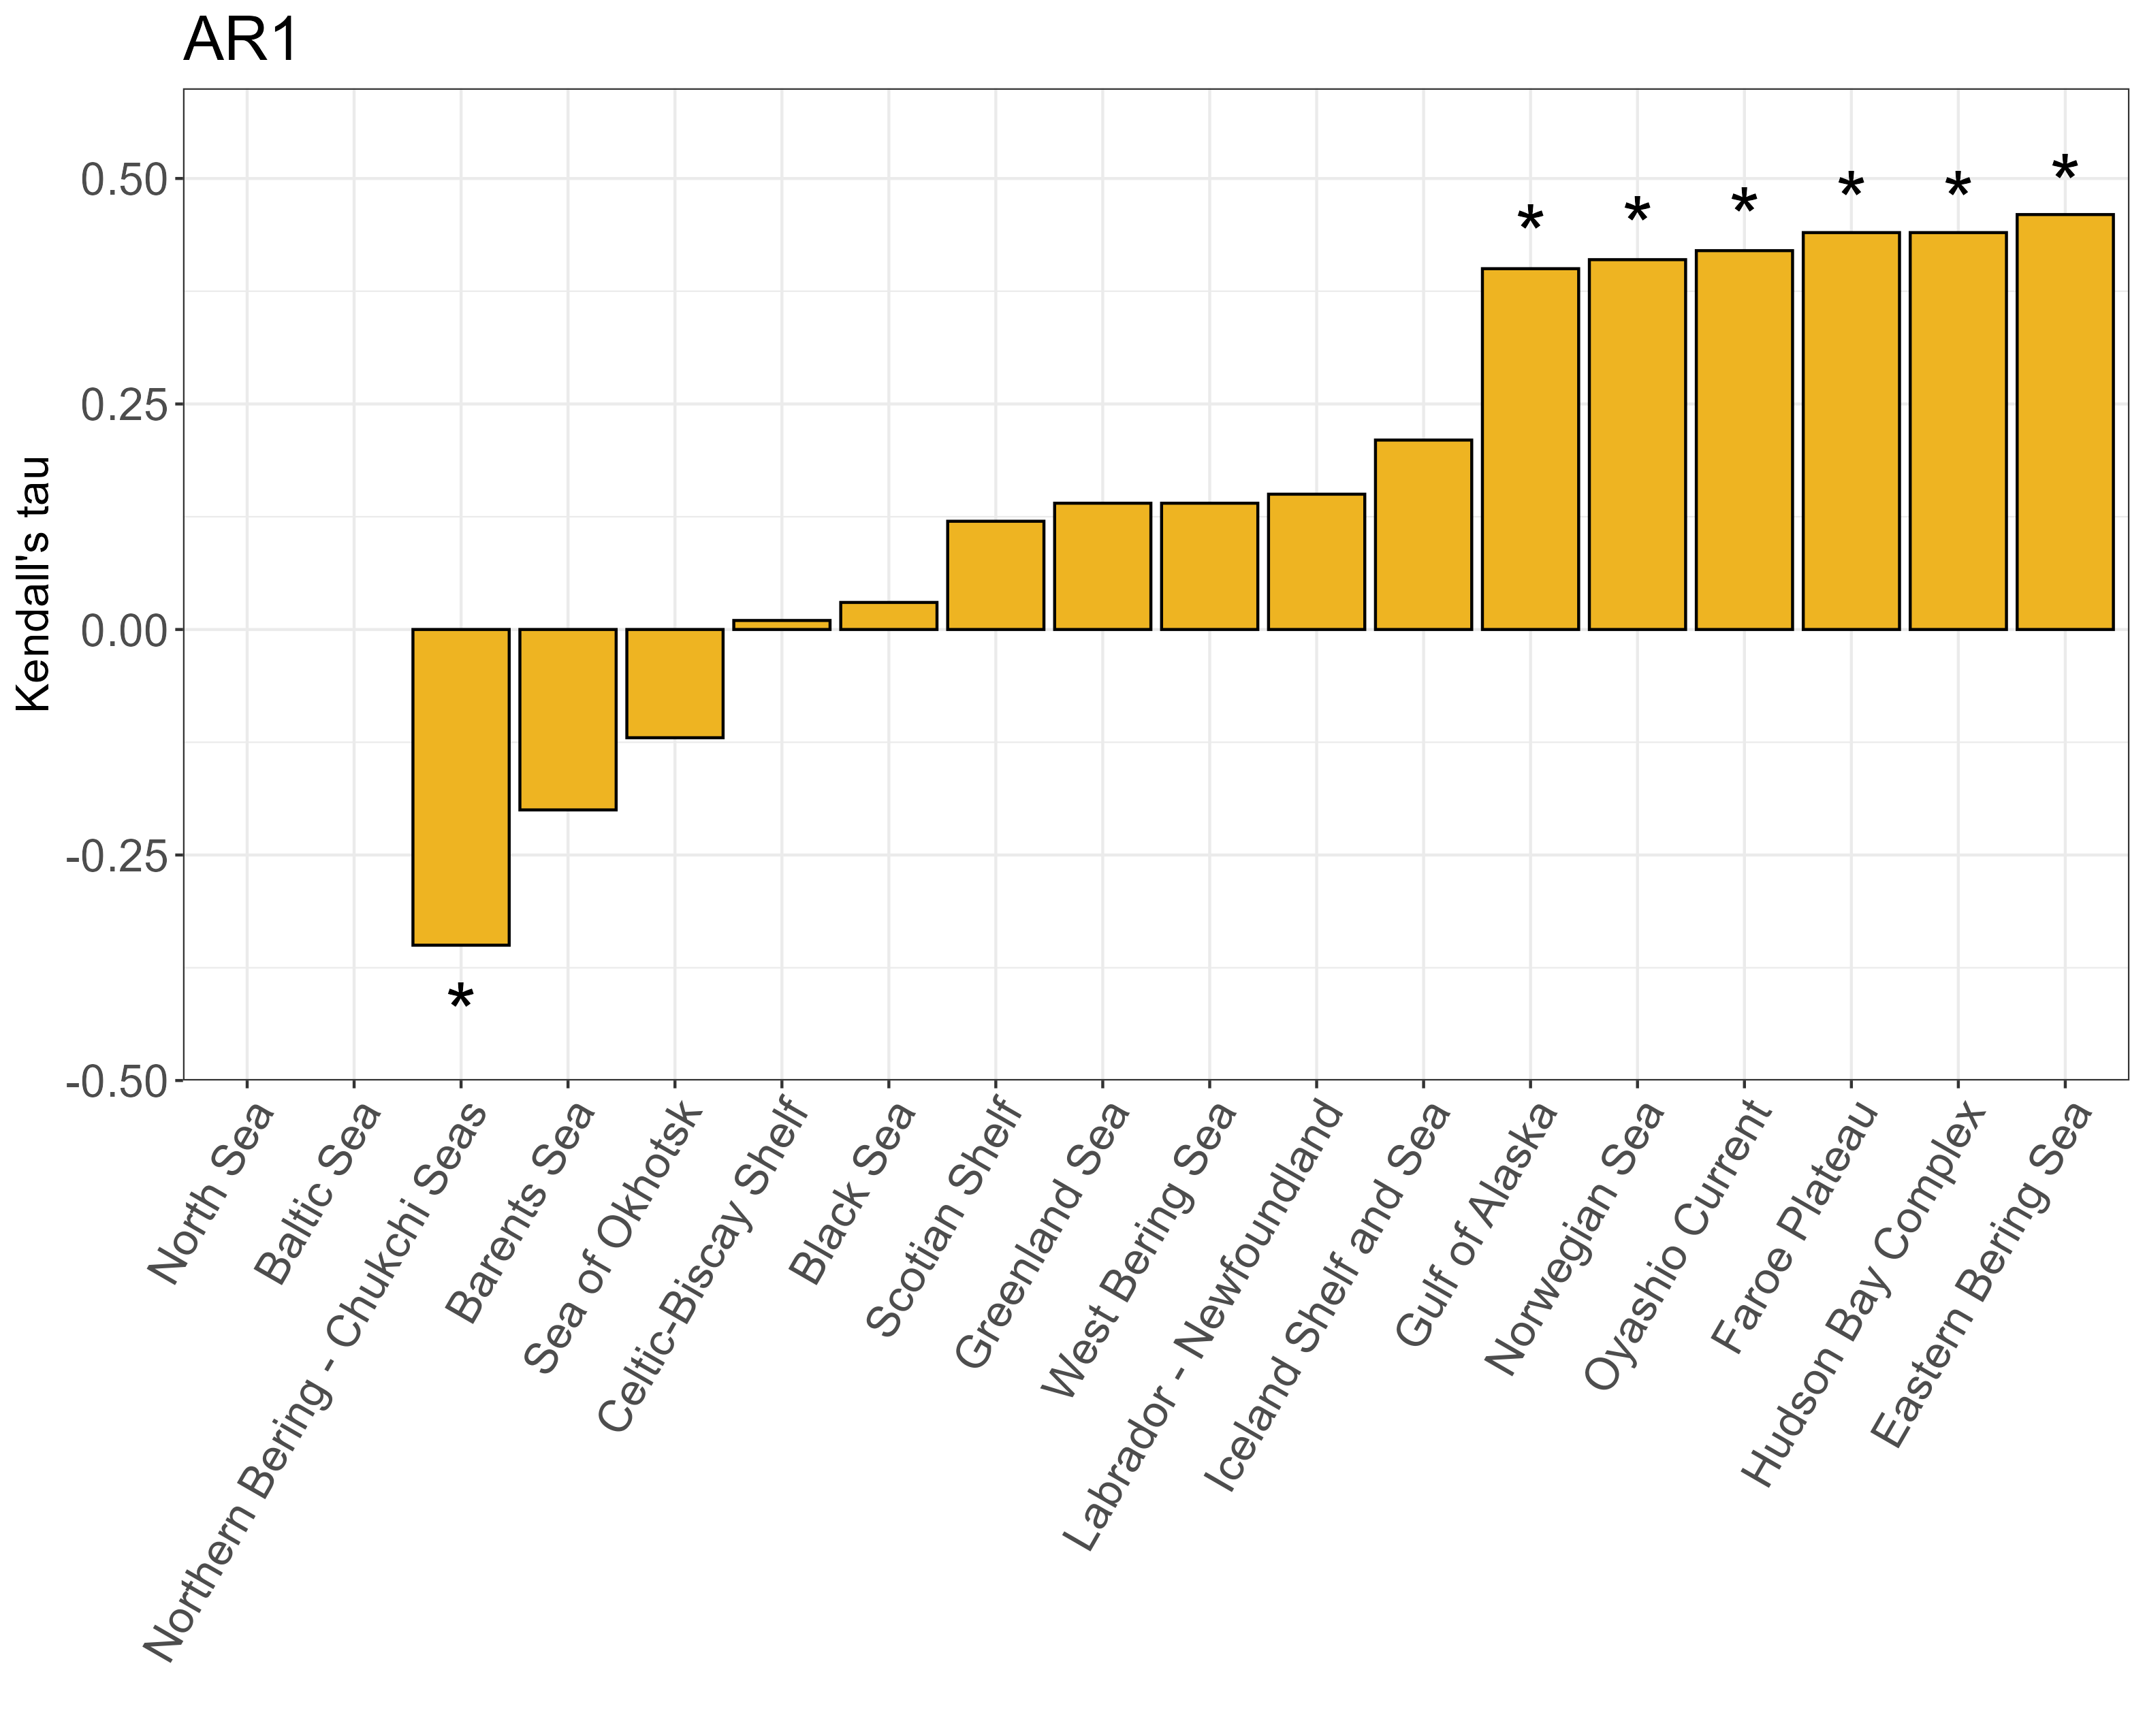 AR1
Kendall's tau
0.50
0.25
0.00
-0.25
-0.50
*
*
*
*
*
*
*
North Sea
Baltic Sea
Northern Bering - Chukchi Seas
Barents Sea
Sea of Okhotsk
Celtic-Biscay Shelf
Black Sea
Scotian Shelf
Greenland Sea
West Bering Sea
Labrador - Newfoundland
Iceland Shelf and Sea
Gulf of Alaska
Norwegian Sea
Oyashio Current
Faroe Plateau
Hudson Bay Complex
Eastern Bering Sea